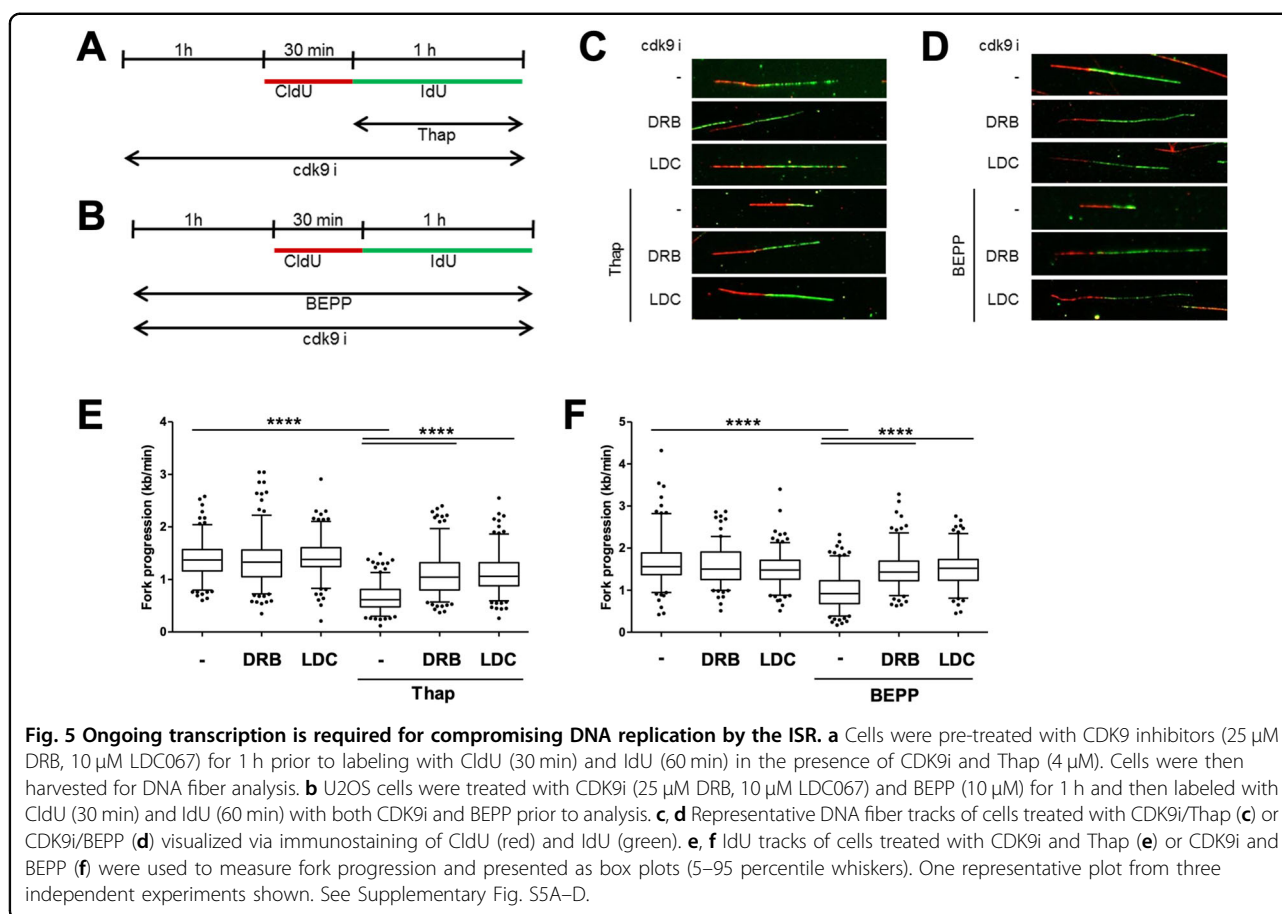 A
1h
30 min
1 h
CldU
IdU
Thap
cdk9 i
B
1h
30 min
1 h
CldU
IdU
BEPP
cdk9 i
C
cdk9 i
-
DRB
LDC
-
DRB
LDC
Thap
D
cdk9 i
-
DRB
LDC
-
DRB
LDC
BEPP
E
Fork progression (kb/min)
4
3
2
1
0
****
****
- DRB LDC - DRB LDC
Thap
F
Fork progression (kb/min)
5
4
3
2
1
0
****
****
- DRB LDC - DRB LDC
BEPP
Fig. 5 Ongoing transcription is required for compromising DNA replication by the ISR. a Cells were pre-treated with CDK9 inhibitors (25 µM
DRB, 10 µM LDC067) for 1 h prior to labeling with CldU (30 min) and IdU (60 min) in the presence of CDK9i and Thap (4 µM). Cells were then
harvested for DNA fiber analysis. b U2OS cells were treated with CDK9i (25 µM DRB, 10 µM LDC067) and BEPP (10 µM) for 1 h and then labeled with
CldU (30 min) and IdU (60 min) with both CDK9i and BEPP prior to analysis. c, d Representative DNA fiber tracks of cells treated with CDK9i/Thap (c) or
CDK9i/BEPP (d) visualized via immunostaining of CldU (red) and IdU (green). e, f IdU tracks of cells treated with CDK9i and Thap (e) or CDK9i and
BEPP (f) were used to measure fork progression and presented as box plots (5–95 percentile whiskers). One representative plot from three
independent experiments shown. See Supplementary Fig. S5A–D.